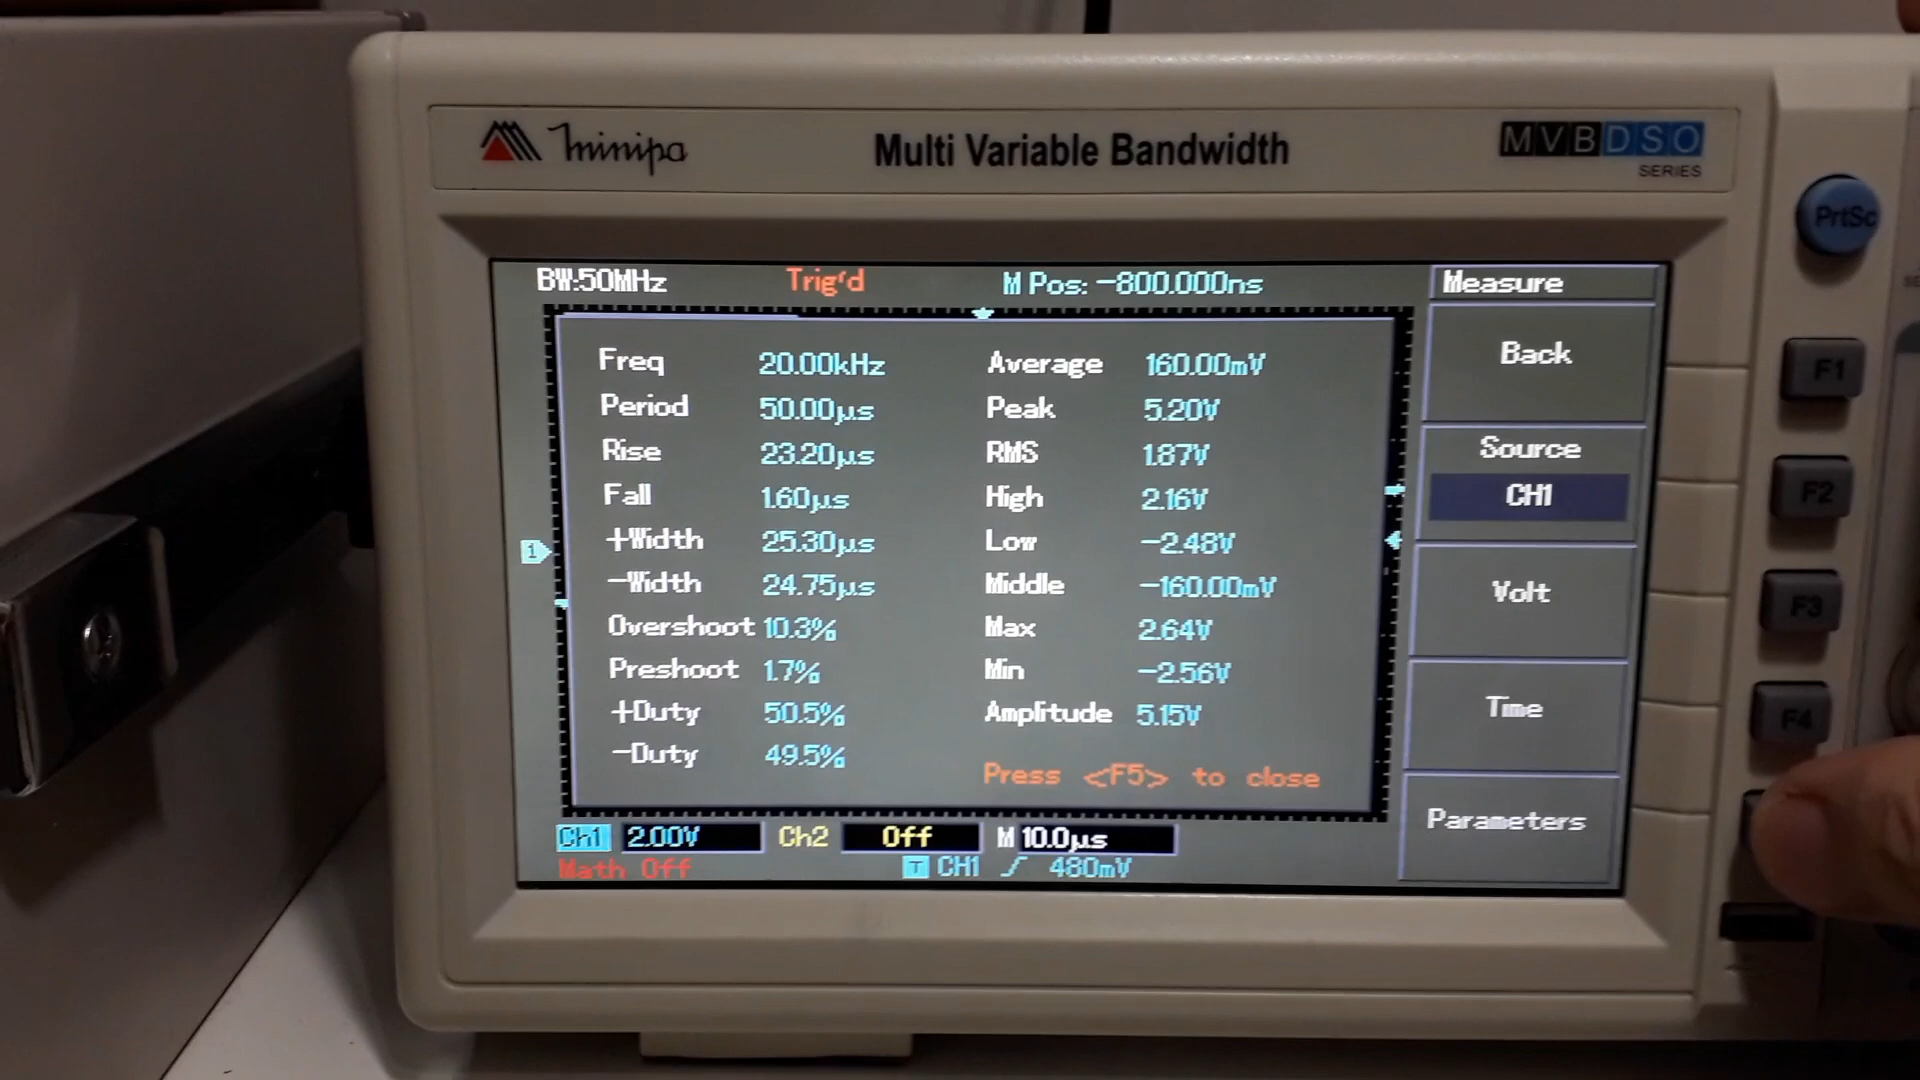 minipa
Multi Variable Bandwidth
MVBDSO
SERIES
PrtSc
BW:50MHz Trig'd M Pos: -800.000ns
Measure
Freq 20.00kHz Average 160.00mV
Period 50.00µs Peak 5.20V
Rise 23.20µs RMS 1.87V
Fall 1.60µs High 2.16V
+Width 25.30µs Low -2.48V
-Width 24.75µs Middle -160.00mV
Overshoot 10.3% Max 2.64V
Preshoot 1.7% Min -2.56V
+Duty 50.5% Amplitude 5.15V
-Duty 49.5%
Press <F5> to close
1
Back
Source
CH1
Volt
Time
Parameters
F1
F2
F3
F4
Ch1 2.00V Ch2 Off M 10.0µs
Math Off T CH1 480mV